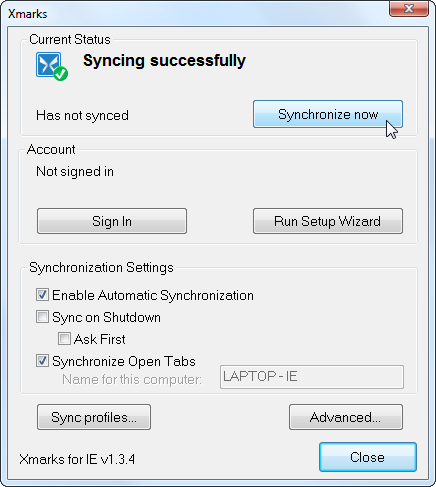 Xmarks
Current Status
Syncing successfully
Has not synced
Synchronize now
Account
Not signed in
Sign In
Run Setup Wizard
Synchronization Settings
Enable Automatic Synchronization
Sync on Shutdown
Ask First
Synchronize Open Tabs
Name for this computer:
LAPTOP-IE
Sync profiles...
Advanced...
Xmarks for IE v1.3.4
Close